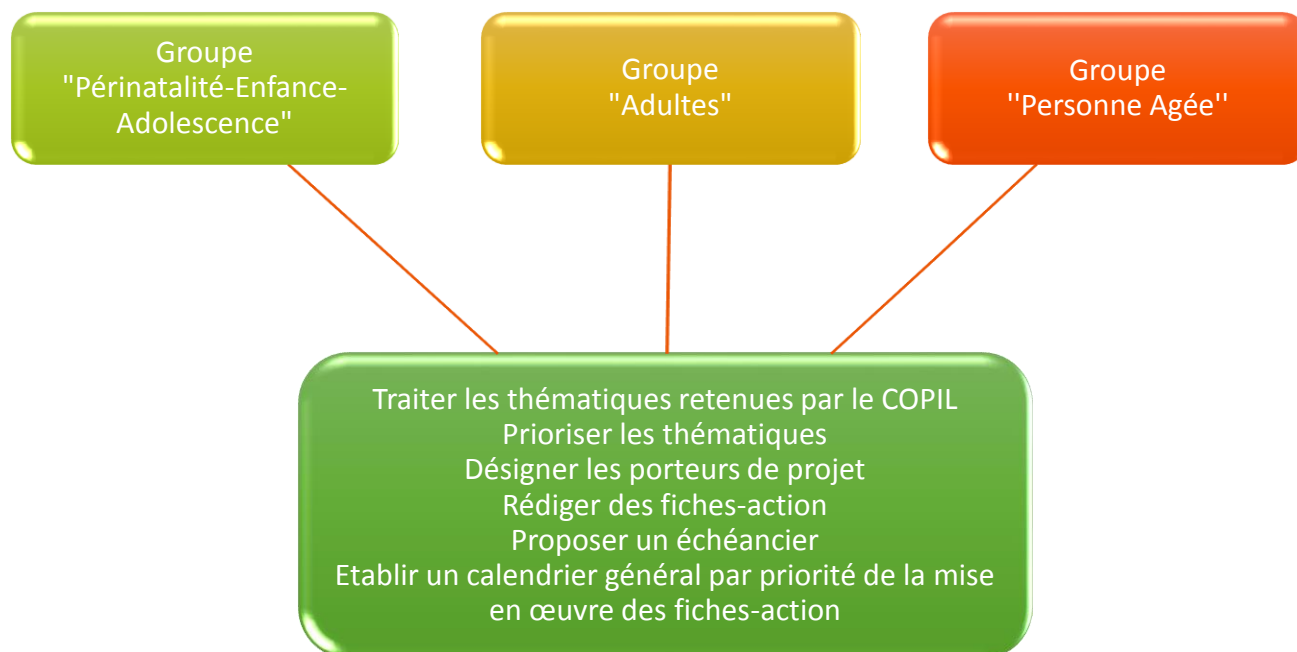 Groupe
"Périnatalité-Enfance-
Adolescence"
Groupe
"Adultes"
Groupe
''Personne Agée''
Traiter les thématiques retenues par le COPIL
Prioriser les thématiques
Désigner les porteurs de projet
Rédiger des fiches-action
Proposer un échéancier
Etablir un calendrier général par priorité de la mise
en œuvre des fiches-action